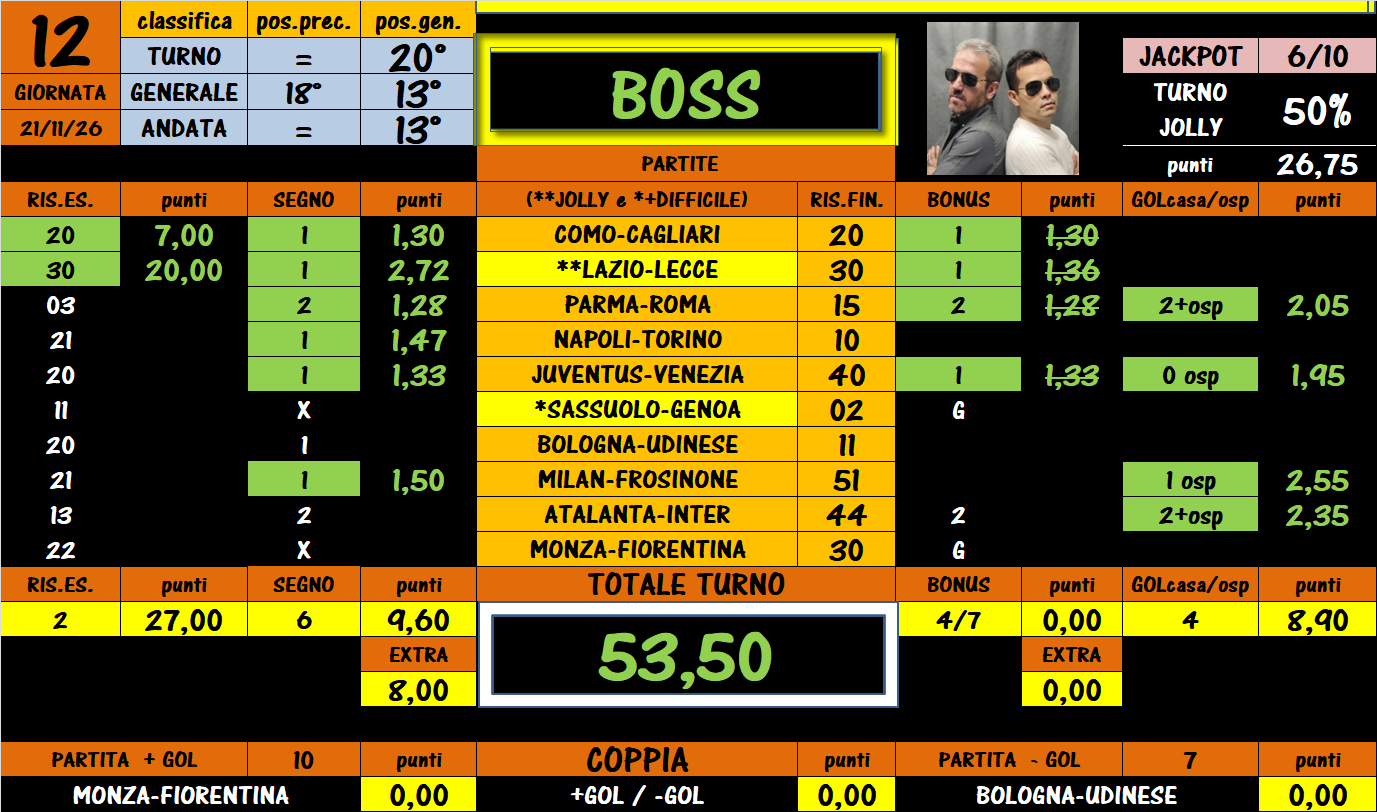 12 classifica pos.prec. pos.gen.
TURNO = 20°
GIORNATA GENERALE 18° 13°
21/11/26 ANDATA = 13°
BOSS
JACKPOT 6/10
TURNO JOLLY 50%
punti 26,75
PARTITE
RIS.ES. punti SEGNO punti (**JOLLY e *+DIFFICILE) RIS.FIN. BONUS punti GOLcasa/osp punti
20 7,00 1 1,30 COMO-CAGLIARI 20 1 1,30
30 20,00 1 2,72 **LAZIO-LECCE 30 1 1,36
03 2 1,28 PARMA-ROMA 15 2 1,28 2+osp 2,05
21 1 1,47 NAPOLI-TORINO 10
20 1 1,33 JUVENTUS-VENEZIA 40 1 1,33 0 osp 1,95
11 X *SASSUOLO-GENOA 02 G
20 1 BOLOGNA-UDINESE 11
21 1 1,50 MILAN-FROSINONE 51 1 osp 2,55
13 2 ATALANTA-INTER 44 2 2+osp 2,35
22 X MONZA-FIORENTINA 30 G
RIS.ES. punti SEGNO punti TOTALE TURNO BONUS punti GOLcasa/osp punti
2 27,00 6 9,60 4/7 0,00 4 8,90
53,50
EXTRA EXTRA
8,00 0,00
PARTITA + GOL 10 punti COPPIA punti PARTITA - GOL 7 punti
MONZA-FIORENTINA 0,00 +GOL / -GOL 0,00 BOLOGNA-UDINESE 0,00